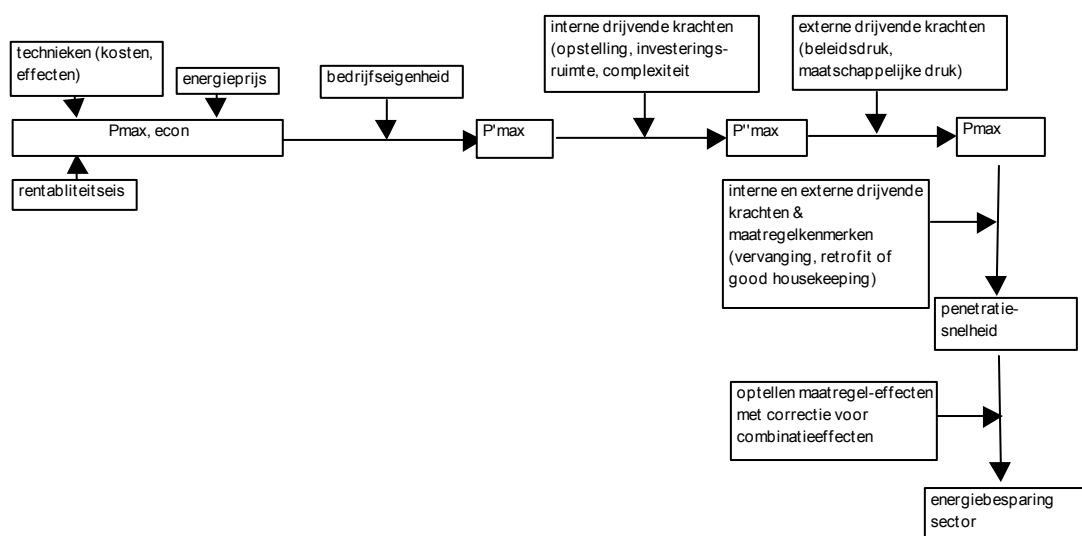 technieken (kosten,
effecten)
energieprijs
bedrijfseigenheid
interne drijvende krachten
(opstelling, investerings-
ruimte, complexiteit
externe drijvende krachten
(beleidsdruk,
maatschappelijke druk)
Pmax, econ
P'max
P''max
Pmax
rentabliteitseis
interne en externe drijvende
krachten &
maatregelkenmerken
(vervanging, retrofit of
good housekeeping)
penetratie-
snelheid
optellen maatregel-effecten
met correctie voor
combinatieeffecten
energiebesparing
sector